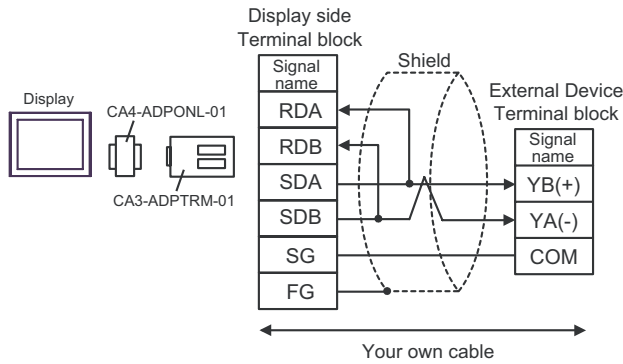 Display side
Terminal block
Signal
name
RDA
RDB
SDA
SDB
SG
FG
Shield
External Device
Terminal block
Signal
name
YB(+)
YA(-)
COM
Display
CA4-ADPONL-01
CA3-ADPTRM-01
Your own cable